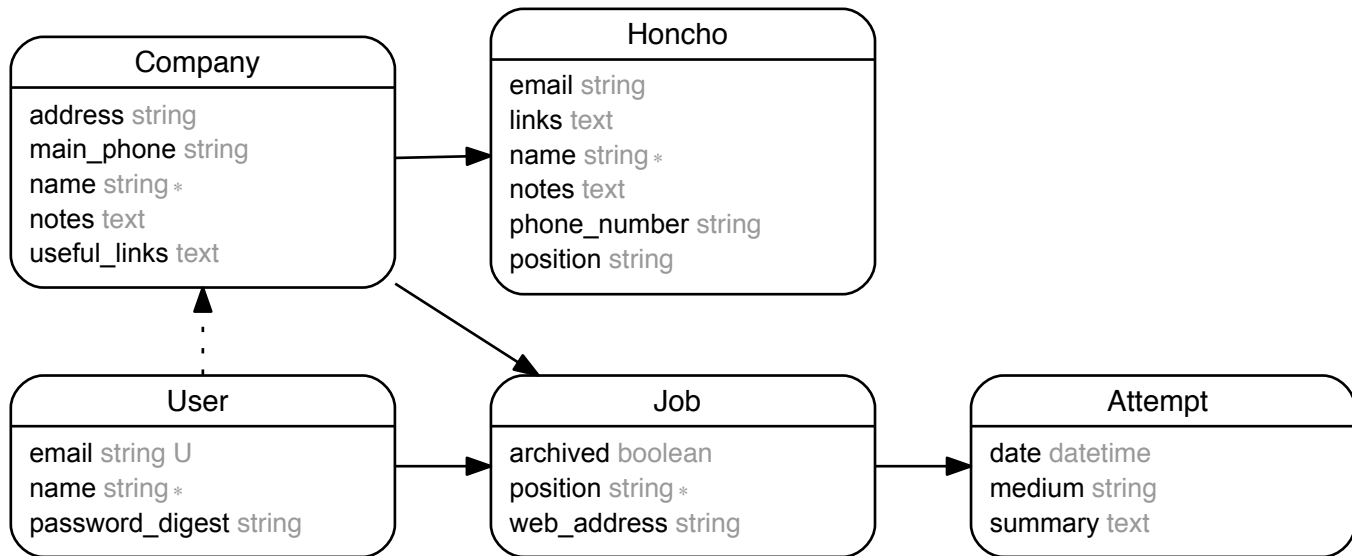 Company
address string
main_phone string
name string *
notes text
useful_links text
Honcho
email string
links text
name string *
notes text
phone_number string
position string
User
email string U
name string *
password_digest string
Job
archived boolean
position string *
web_address string
Attempt
date datetime
medium string
summary text